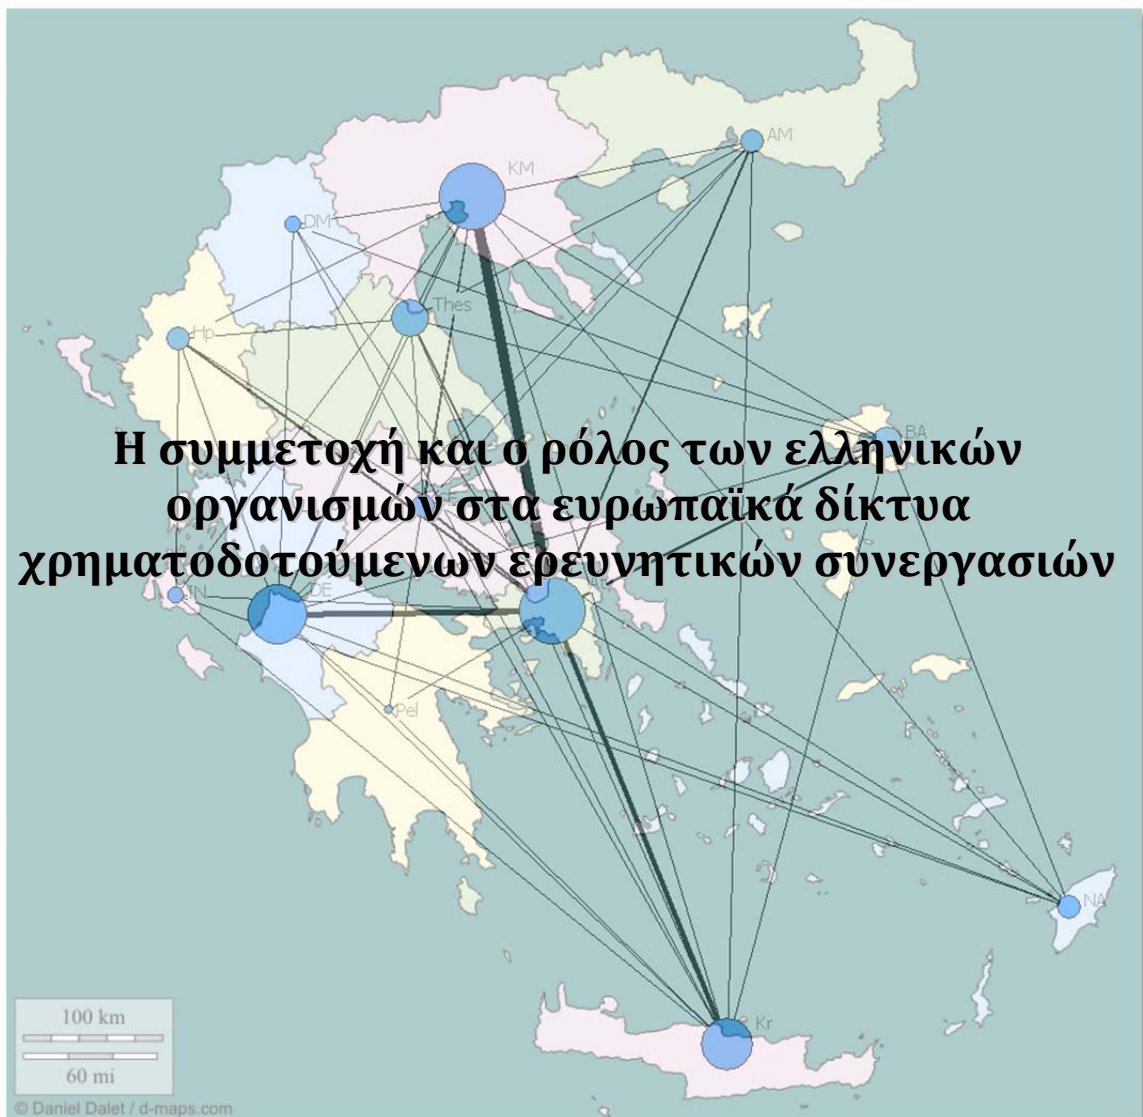 AM
KM
DM
Thes
Hp
BA
Η συμμετοχή και ο ρόλος των ελληνικών
οργανισμών στα ευρωπαϊκά δίκτυα
χρηματοδοτούμενων ερευνητικών συνεργασιών
IN
DE
Pel
NA
Kr
100 km
60 mi
© Daniel Dalet / d-maps.com